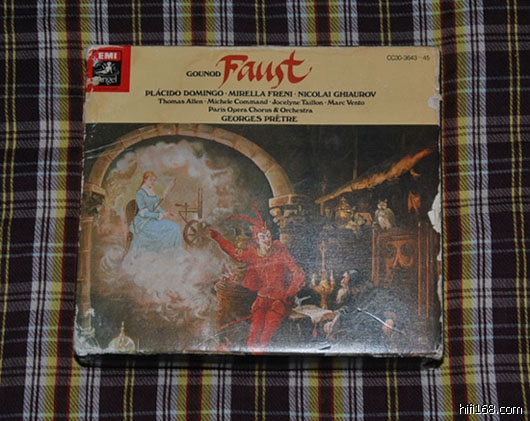 EMI
Angel
CC30-3643-45
GOUNOD Faust
PLÁCIDO DOMINGO · MIRELLA FRENI · NICOLAI GHIAUROV
Thomas Allen · Michèle Command · Jocelyne Taillon · Marc Vento
Paris Opera Chorus & Orchestra
GEORGES PRÊTRE
hifi168.com